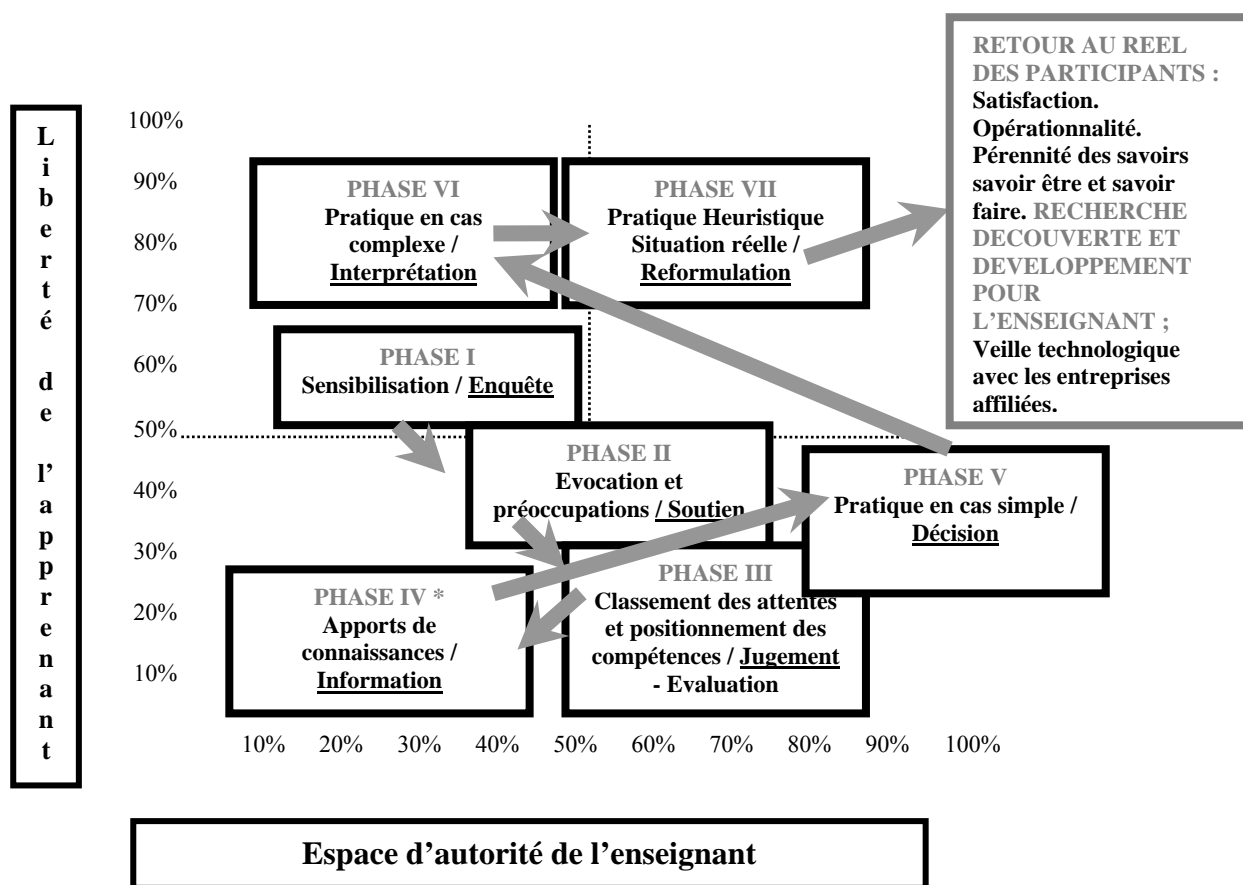 Liberté de l'apprenant
100%
90%
80%
70%
60%
50%
40%
30%
20%
10%
PHASE VI
Pratique en cas
complexe /
Interprétation
PHASE VII
Pratique Heuristique
Situation réelle /
Reformulation
RETOUR AU REEL
DES PARTICIPANTS :
Satisfaction.
Opérationnalité.
Pérennité des savoirs
savoir être et savoir
faire. RECHERCHE
DECOUVERTE ET
DEVELOPPEMENT
POUR
L’ENSEIGNANT ;
Veille technologique
avec les entreprises
affiliées.
PHASE I
Sensibilisation / Enquête
PHASE II
Evocation et
préoccupations / Soutien
PHASE V
Pratique en cas simple /
Décision
PHASE IV *
Apports de
connaissances /
Information
PHASE III
Classement des attentes
et positionnement des
compétences / Jugement
- Evaluation
10% 20% 30% 40% 50% 60% 70% 80% 90% 100%
Espace d’autorité de l’enseignant